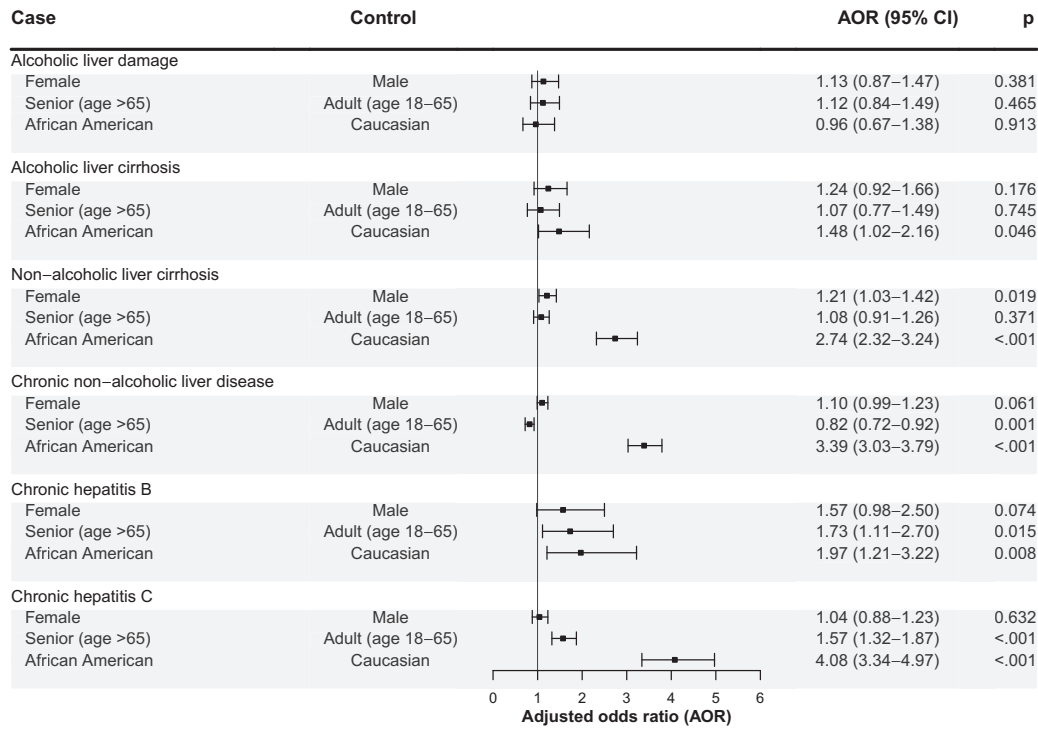 Case Control AOR (95% CI) p
Alcoholic liver damage
Female Male 1.13 (0.87–1.47) 0.381
Senior (age >65) Adult (age 18–65) 1.12 (0.84–1.49) 0.465
African American Caucasian 0.96 (0.67–1.38) 0.913
Alcoholic liver cirrhosis
Female Male 1.24 (0.92–1.66) 0.176
Senior (age >65) Adult (age 18–65) 1.07 (0.77–1.49) 0.745
African American Caucasian 1.48 (1.02–2.16) 0.046
Non–alcoholic liver cirrhosis
Female Male 1.21 (1.03–1.42) 0.019
Senior (age >65) Adult (age 18–65) 1.08 (0.91–1.26) 0.371
African American Caucasian 2.74 (2.32–3.24) <.001
Chronic non–alcoholic liver disease
Female Male 1.10 (0.99–1.23) 0.061
Senior (age >65) Adult (age 18–65) 0.82 (0.72–0.92) 0.001
African American Caucasian 3.39 (3.03–3.79) <.001
Chronic hepatitis B
Female Male 1.57 (0.98–2.50) 0.074
Senior (age >65) Adult (age 18–65) 1.73 (1.11–2.70) 0.015
African American Caucasian 1.97 (1.21–3.22) 0.008
Chronic hepatitis C
Female Male 1.04 (0.88–1.23) 0.632
Senior (age >65) Adult (age 18–65) 1.57 (1.32–1.87) <.001
African American Caucasian 4.08 (3.34–4.97) <.001
0 1 2 3 4 5 6
Adjusted odds ratio (AOR)